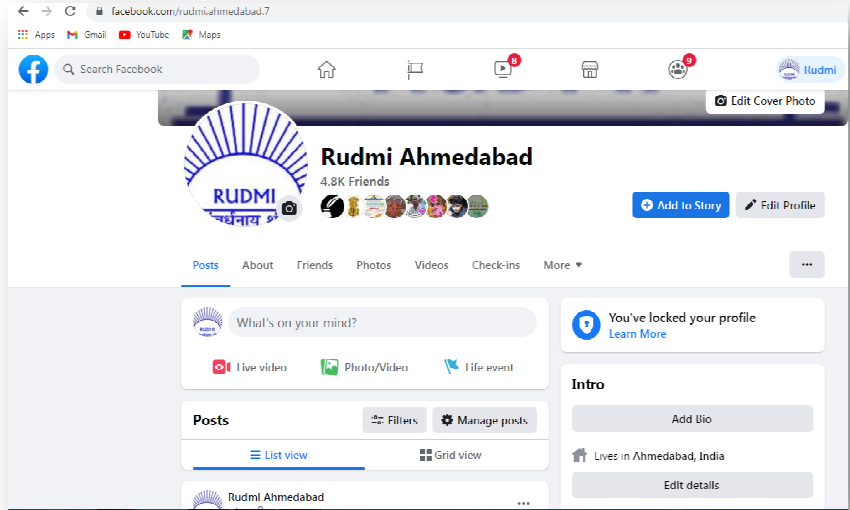 facebook.com/rudmi.ahmedabad.7
Apps Gmail YouTube Maps
Search Facebook 8 9 Rudmi
Edit Cover Photo
RUDMI
Rudmi Ahmedabad
4.8K Friends
Add to Story Edit Profile
Posts About Friends Photos Videos Check-ins More
RUDMI What's on your mind?
Live video Photo/Video Life event
You've locked your profile
Learn More
Intro
Add Bio
Lives in Ahmedabad, India
Edit details
Posts Filters Manage posts
List view Grid view
Rudmi Ahmedabad